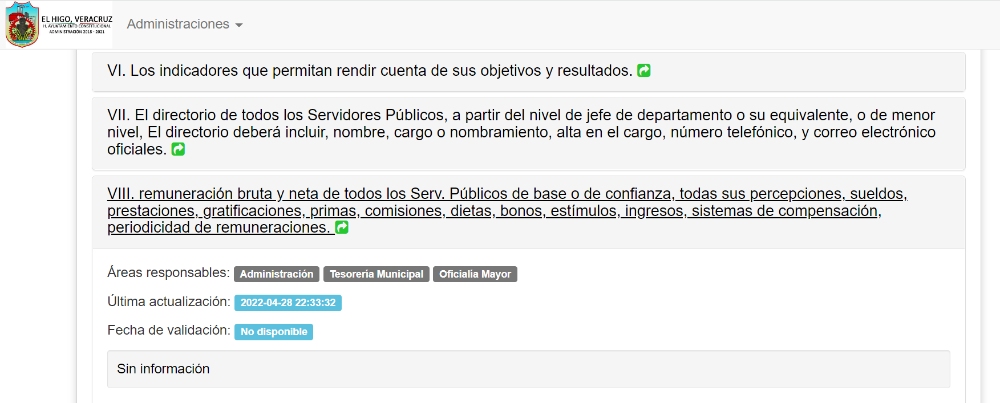 EL HIGO, VERACRUZ
H. AYUNTAMIENTO CONSTITUCIONAL
ADMINISTRACIÓN 2018 - 2021
Administraciones
VI. Los indicadores que permitan rendir cuenta de sus objetivos y resultados.
VII. El directorio de todos los Servidores Públicos, a partir del nivel de jefe de departamento o su equivalente, o de menor
nivel, El directorio deberá incluir, nombre, cargo o nombramiento, alta en el cargo, número telefónico, y correo electrónico
oficiales.
VIII. remuneración bruta y neta de todos los Serv. Públicos de base o de confianza, todas sus percepciones, sueldos,
prestaciones, gratificaciones, primas, comisiones, dietas, bonos, estímulos, ingresos, sistemas de compensación,
periodicidad de remuneraciones.
Áreas responsables: Administración Tesorería Municipal Oficialía Mayor
Última actualización: 2022-04-28 22:33:32
Fecha de validación: No disponible
Sin información